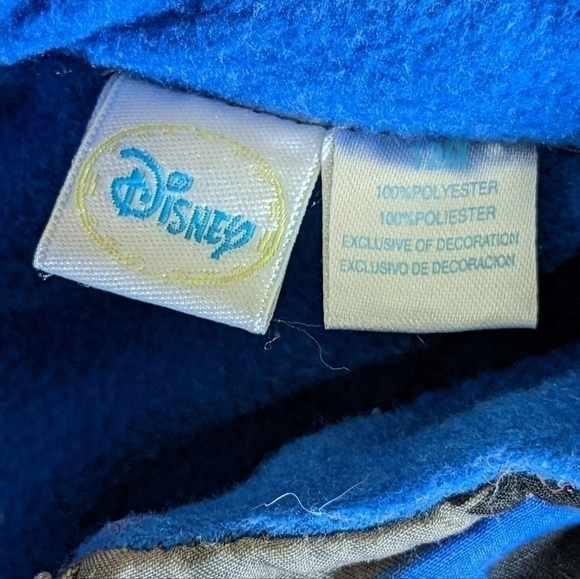 Disney
100%POLYESTER
100%POLIESTER
EXCLUSIVE OF DECORATION
EXCLUSIVO DE DECORACION